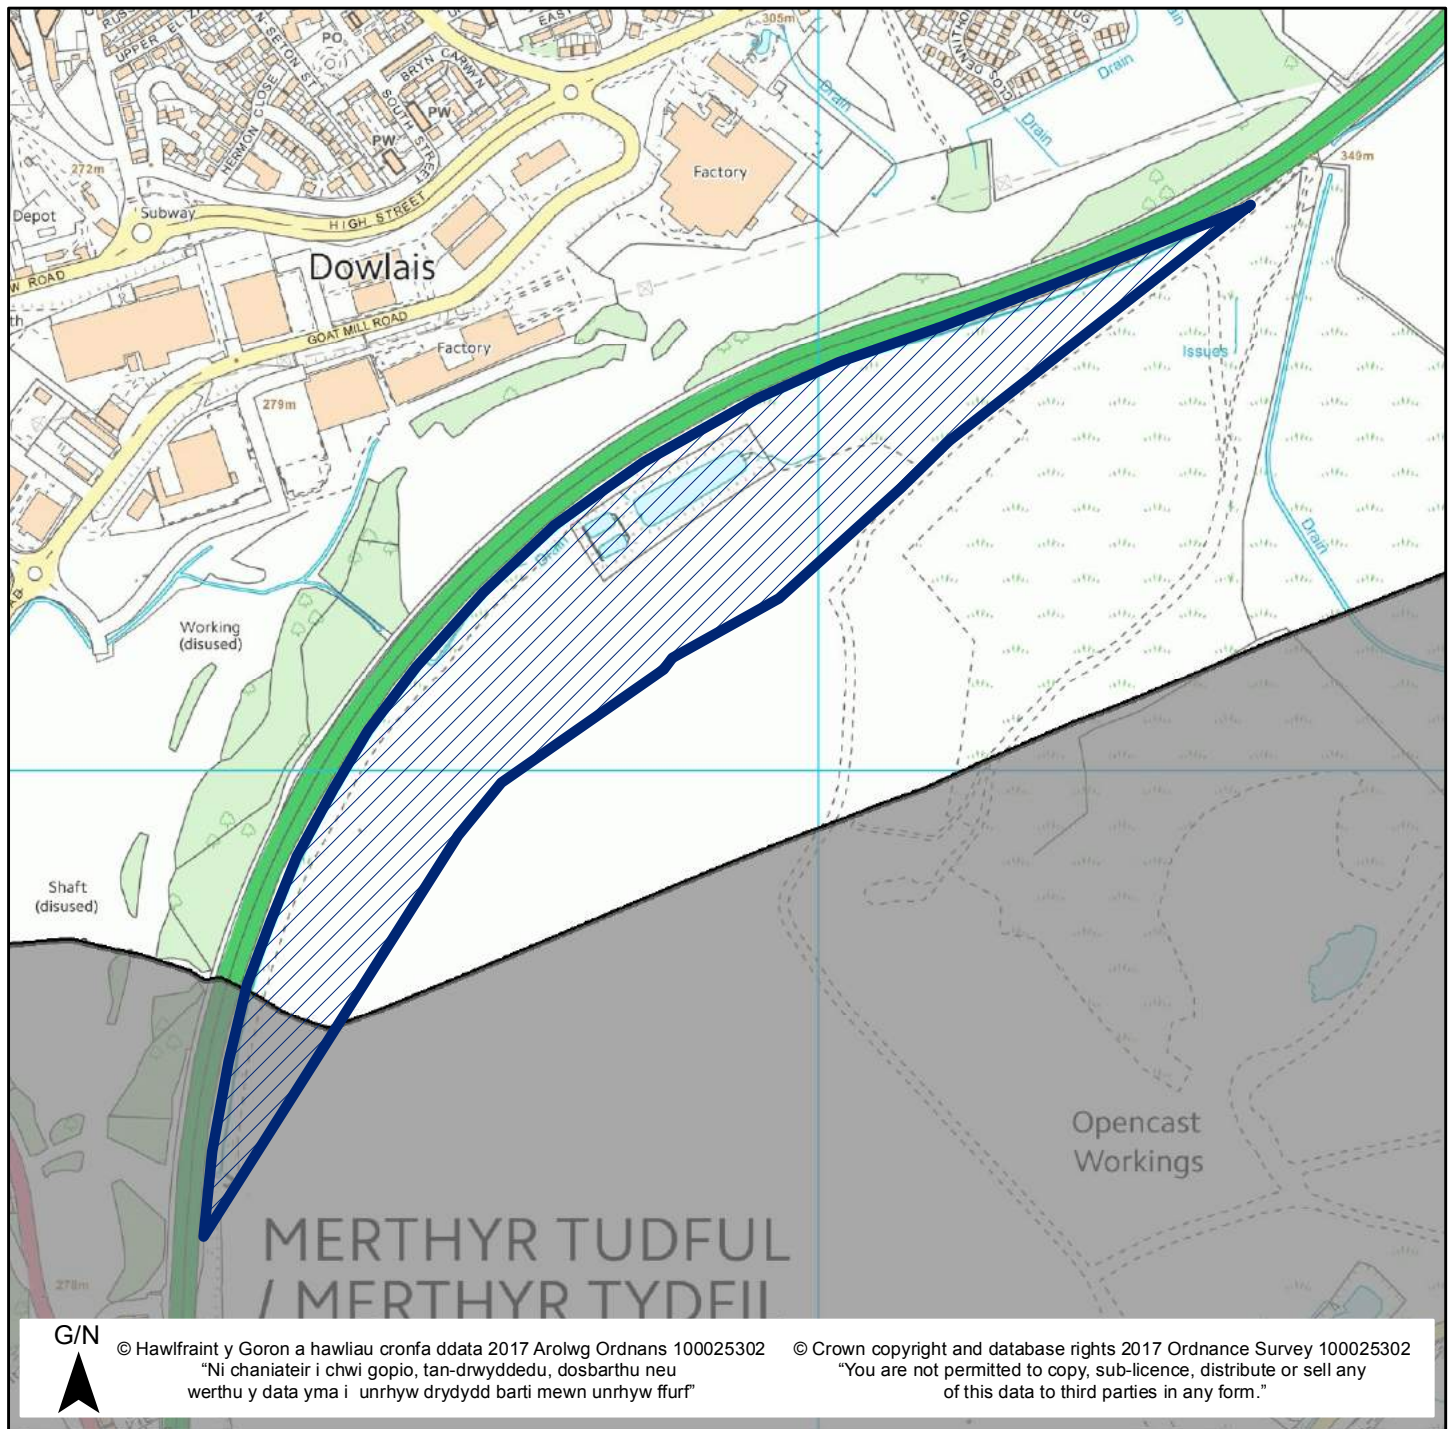 305m
EAST
UPPER
PO
SETON ST
BRYN
CARWYN
HERMON CLOSE
SOUTH STREET
PW
PW
Drain
Drain
Drain
Factory
349m
272m
Depot
Subway
HIGH STREET
ROAD
Dowlais
GOAT MILL ROAD
Factory
Issues
279m
Drain
Drain
Working
(disused)
Shaft
(disused)
Opencast
Workings
MERTHYR TUDFUL
/ MERTHYR TYDFIL
278m
G/N
© Hawlfraint y Goron a hawliau cronfa ddata 2017 Arolwg Ordnans 100025302
“Ni chaniateir i chwi gopio, tan-drwyddedu, dosbarthu neu
werthu y data yma i unrhyw drydydd barti mewn unrhyw ffurf”
© Crown copyright and database rights 2017 Ordnance Survey 100025302
“You are not permitted to copy, sub-licence, distribute or sell any
of this data to third parties in any form.”